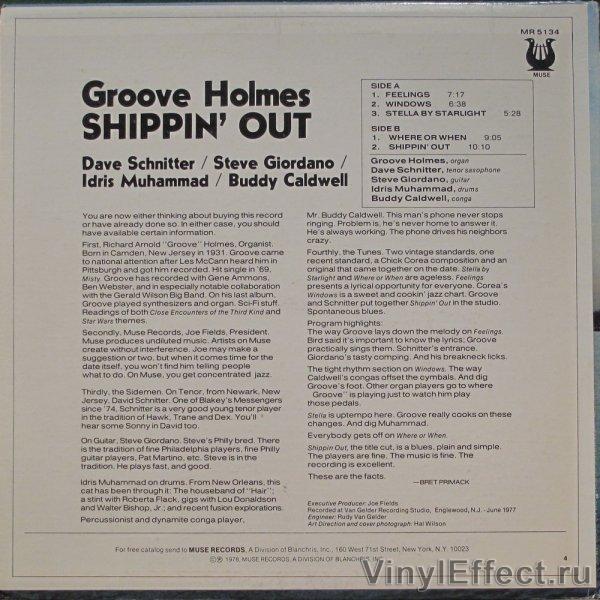 MR 5134
MUSE
Groove Holmes
SHIPPIN' OUT
Dave Schnitter / Steve Giordano /
Idris Muhammad / Buddy Caldwell
SIDE A
1. FEELINGS 7:17
2. WINDOWS 6:38
3. STELLA BY STARLIGHT 5:28
SIDE B
1. WHERE OR WHEN 9:05
2. SHIPPIN' OUT 10:10
Groove Holmes, organ
Dave Schnitter, tenor saxophone
Steve Giordano, guitar
Idris Muhammad, drums
Buddy Caldwell, conga
You are now either thinking about buying this record
or have already done so. In either case, you should
have available certain information.
First, Richard Arnold "Groove" Holmes, Organist.
Born in Camden, New Jersey in 1931. Groove came
to national attention after Les McCann heard him in
Pittsburgh and got him recorded. Hit single in '69,
Misty. Groove has recorded with Gene Ammons,
Ben Webster, and in especially notable collaboration
with the Gerald Wilson Big Band. On his last album,
Groove played synthesizers and organ. Sci-Fi stuff.
Readings of both Close Encounters of the Third Kind and
Star Wars themes.
Secondly, Muse Records, Joe Fields, President.
Muse produces undiluted music. Artists on Muse
create without interference. Joe may make a
suggestion or two, but when it comes time for the
date itself, you won't find him telling people
what to do. On Muse, you get concentrated jazz.
Thirdly, the Sidemen. On Tenor, from Newark, New
Jersey, David Schnitter. One of Blakey's Messengers
since '74, Schnitter is a very good young tenor player
in the tradition of Hawk, Trane and Dex. You'll
hear some Sonny in David too.
On Guitar, Steve Giordano. Steve's Philly bred. There
is the tradition of fine Philadelphia players, fine Philly
guitar players, Pat Martino, etc. Steve is in the
tradition. He plays fast, and good.
Idris Muhammad on drums. From New Orleans, this
cat has been through it: The houseband of "Hair";
a stint with Roberta Flack, gigs with Lou Donaldson
and Walter Bishop, Jr.; and recent fusion explorations.
Percussionist and dynamite conga player,
Mr. Buddy Caldwell. This man's phone never stops
ringing. Problem is, he's never home to answer it.
He's always working. The phone drives his neighbors
crazy.
Fourthly, the Tunes. Two vintage standards, one
recent standard, a Chick Corea composition and an
original that came together on the date. Stella by
Starlight and Where or When are ageless. Feelings
presents a lyrical opportunity for everyone. Corea's
Windows is a sweet and cookin' jazz chart. Groove
and Schnitter put together Shippin' Out in the studio.
Spontaneous blues.
Program highlights:
The way Groove lays down the melody on Feelings.
Bird said it's important to know the lyrics; Groove
practically sings them. Schnitter's entrance.
Giordano's tasty comping. And his breakneck licks.
The tight rhythm section on Windows. The way
Caldwell's congas offset the cymbals. And dig
Groove's foot. Other organ players go to where
Groove" is playing just to watch him play
those pedals.
Stella is uptempo here. Groove really cooks on these
changes. And dig Muhammad.
Everybody gets off on Where or When.
Shippin Out, the title cut, is a blues, plain and simple.
The players are fine. The music is fine. The
recording is excellent.
These are the facts.
—BRET PRIMACK
Executive Producer: Joe Fields
Recorded at Van Gelder Recording Studio, Englewood, N.J. - June 1977
Engineer: Rudy Van Gelder
Art Direction and cover photograph: Hal Wilson
For free catalog send to MUSE RECORDS, A Division of Blanchris, Inc., 160 West 71st Street, New York, N.Y. 10023
©℗ 1978, MUSE RECORDS, A DIVISION OF BLANCHRIS, INC.
4
VinylEffect.ru